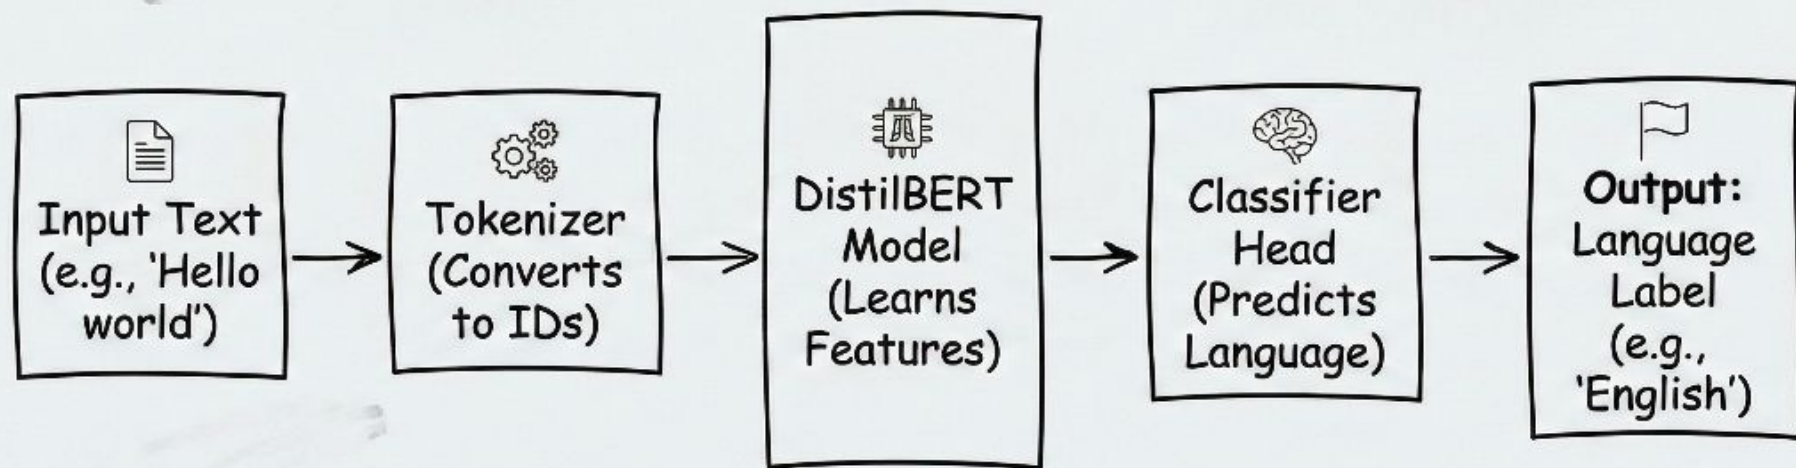 Input Text
(e.g., 'Hello
world')
Tokenizer
(Converts
to IDs)
DistilBERT
Model
(Learns
Features)
Classifier
Head
(Predicts
Language)
Output:
Language
Label
(e.g.,
'English')